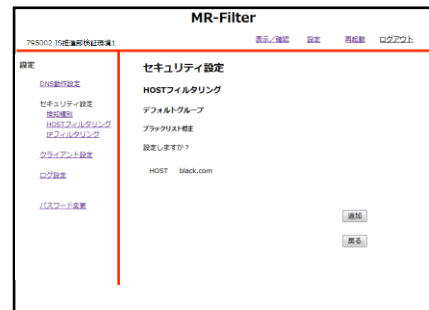 MR-Filter
795002 IS推進部検証環境1
表示/確認 設定 再起動 ログアウト
設定
DNS動作設定
セキュリティ設定
検知種別
HOSTフィルタリング
IPフィルタリング
クライアント設定
ログ設定
パスワード変更
セキュリティ設定
HOSTフィルタリング
デフォルトグループ
ブラックリスト修正
設定しますか?
HOST black.com
追加
戻る